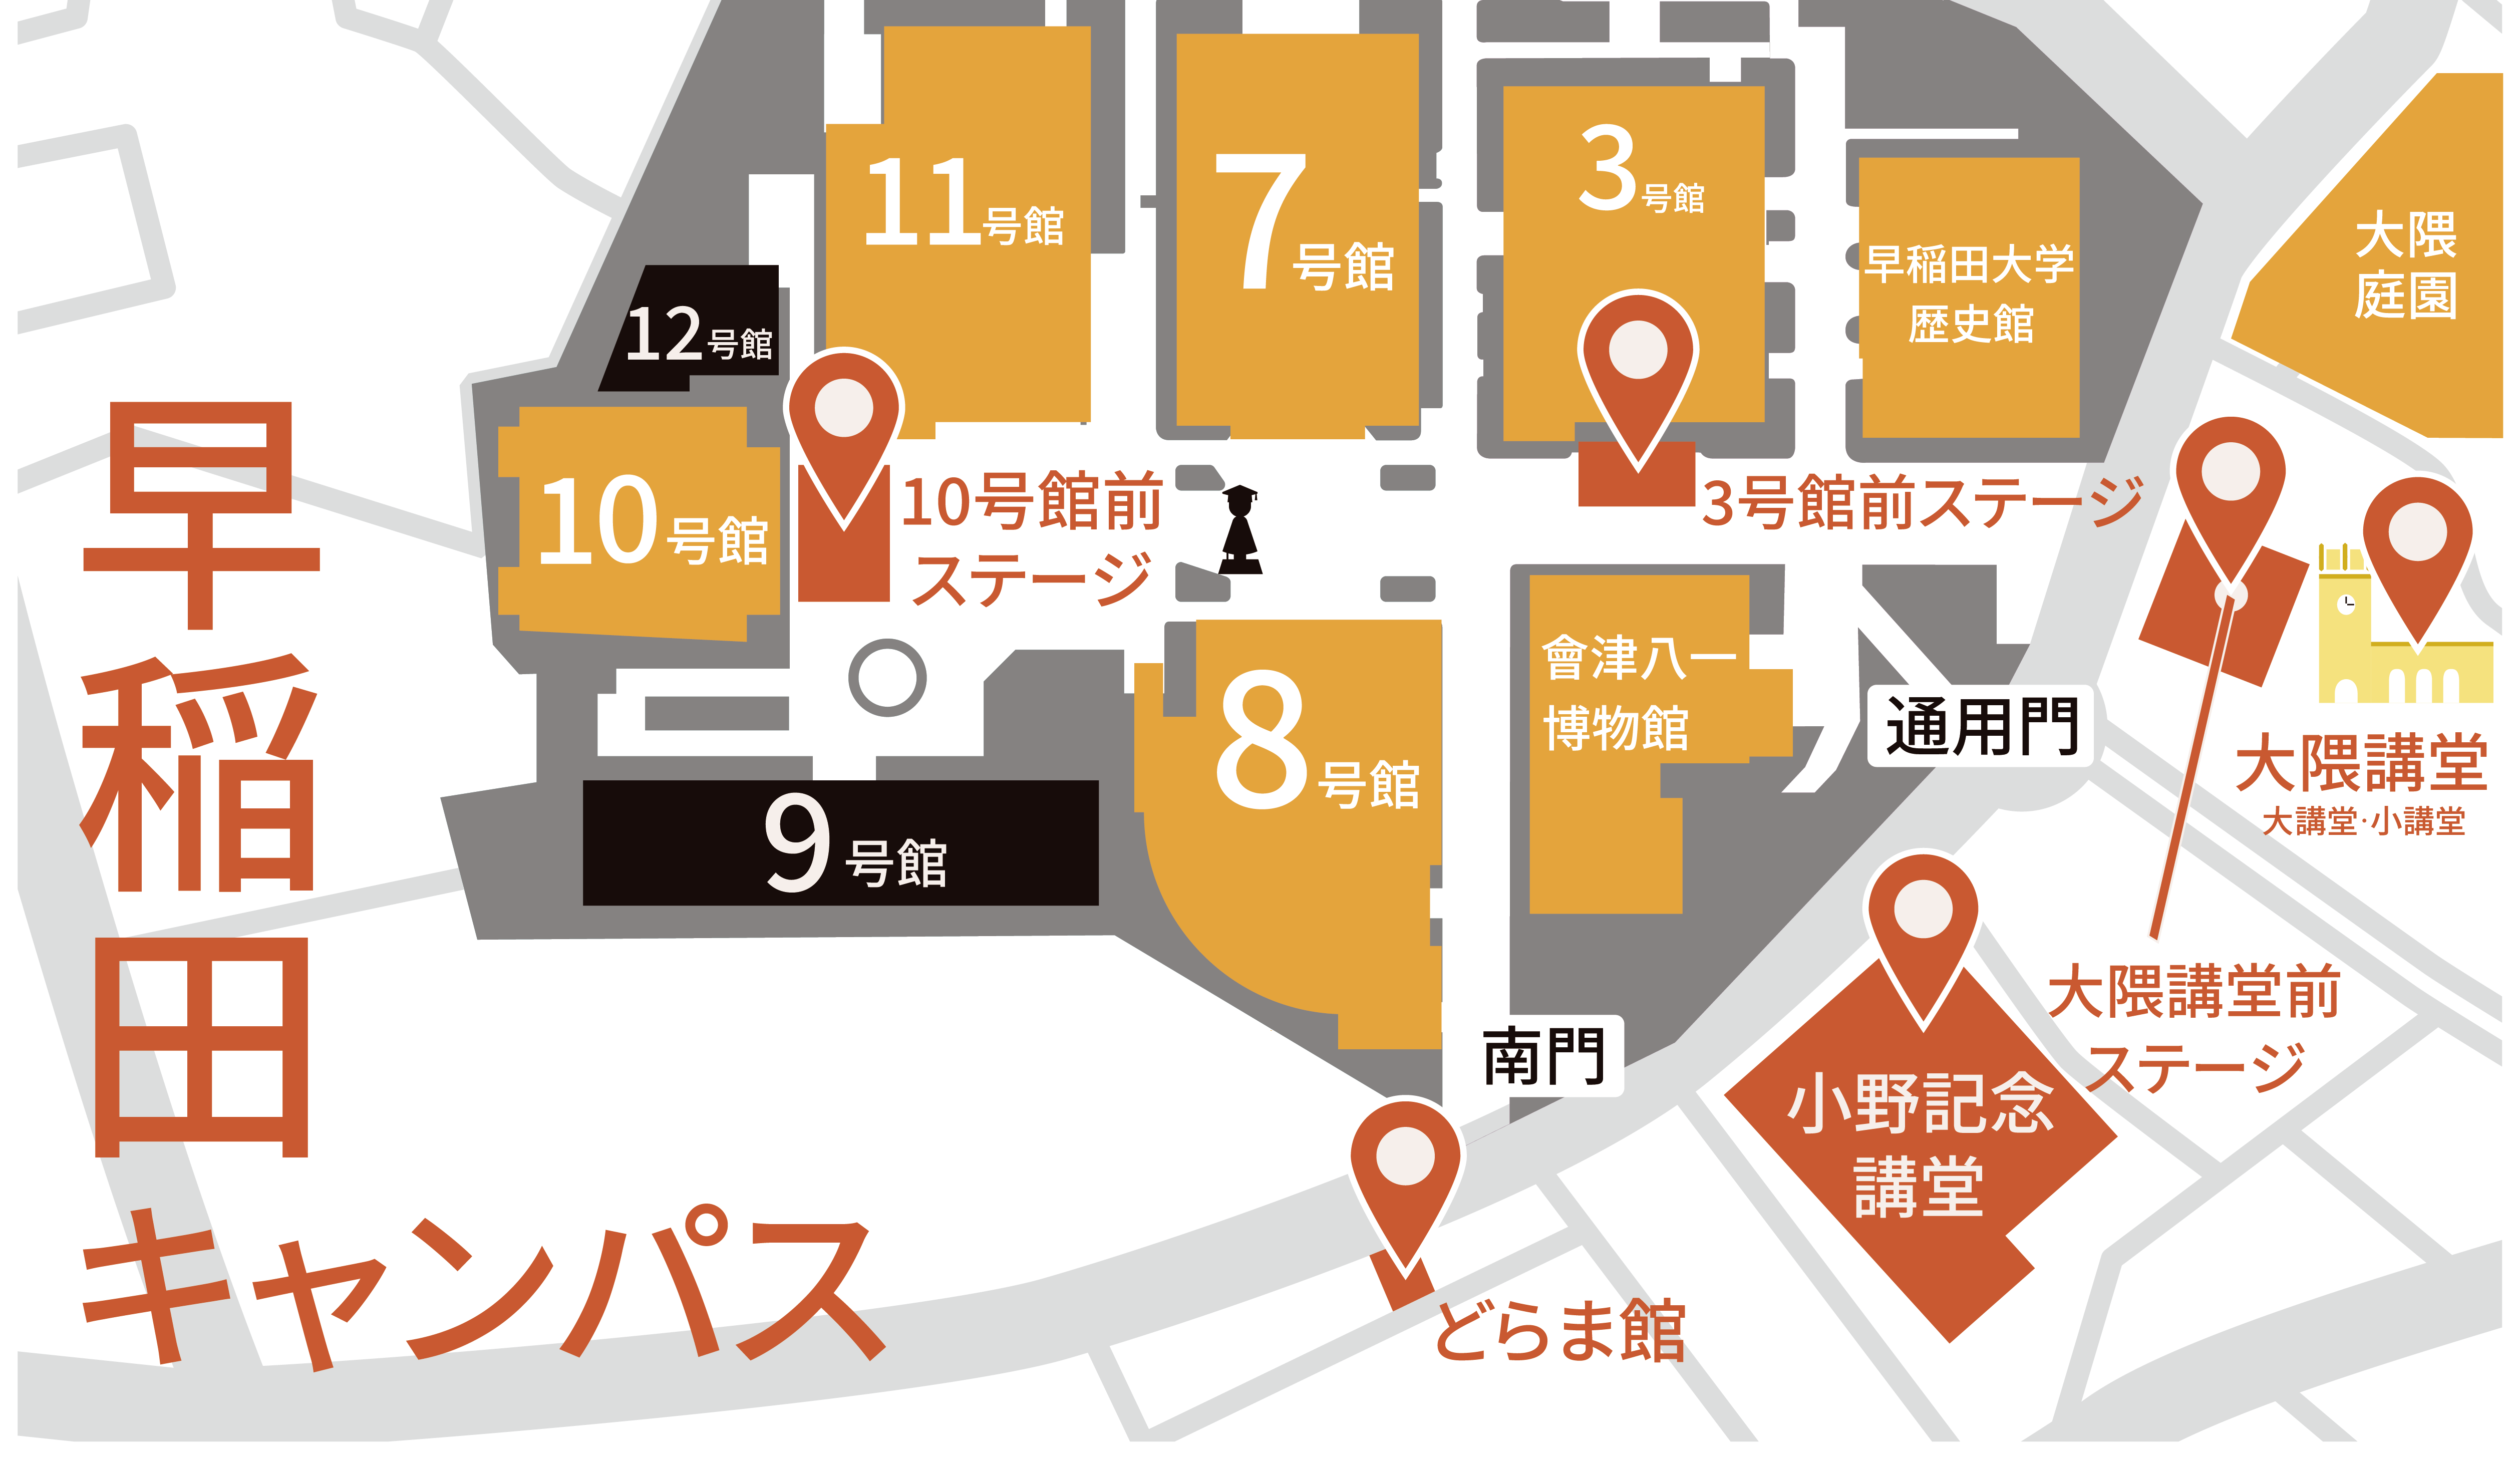 11号館
7号館
3号館
大隈
庭園
早稲田大学
歴史館
12号館
10号館
10号館前
ステージ
3号館前ステージ
會津八一
博物館
8号館
通用門
大隈講堂
大講堂·小講堂
9号館
大隈講堂前
ステージ
南門
小野記念
講堂
どらま館
早稲田
キャンパス